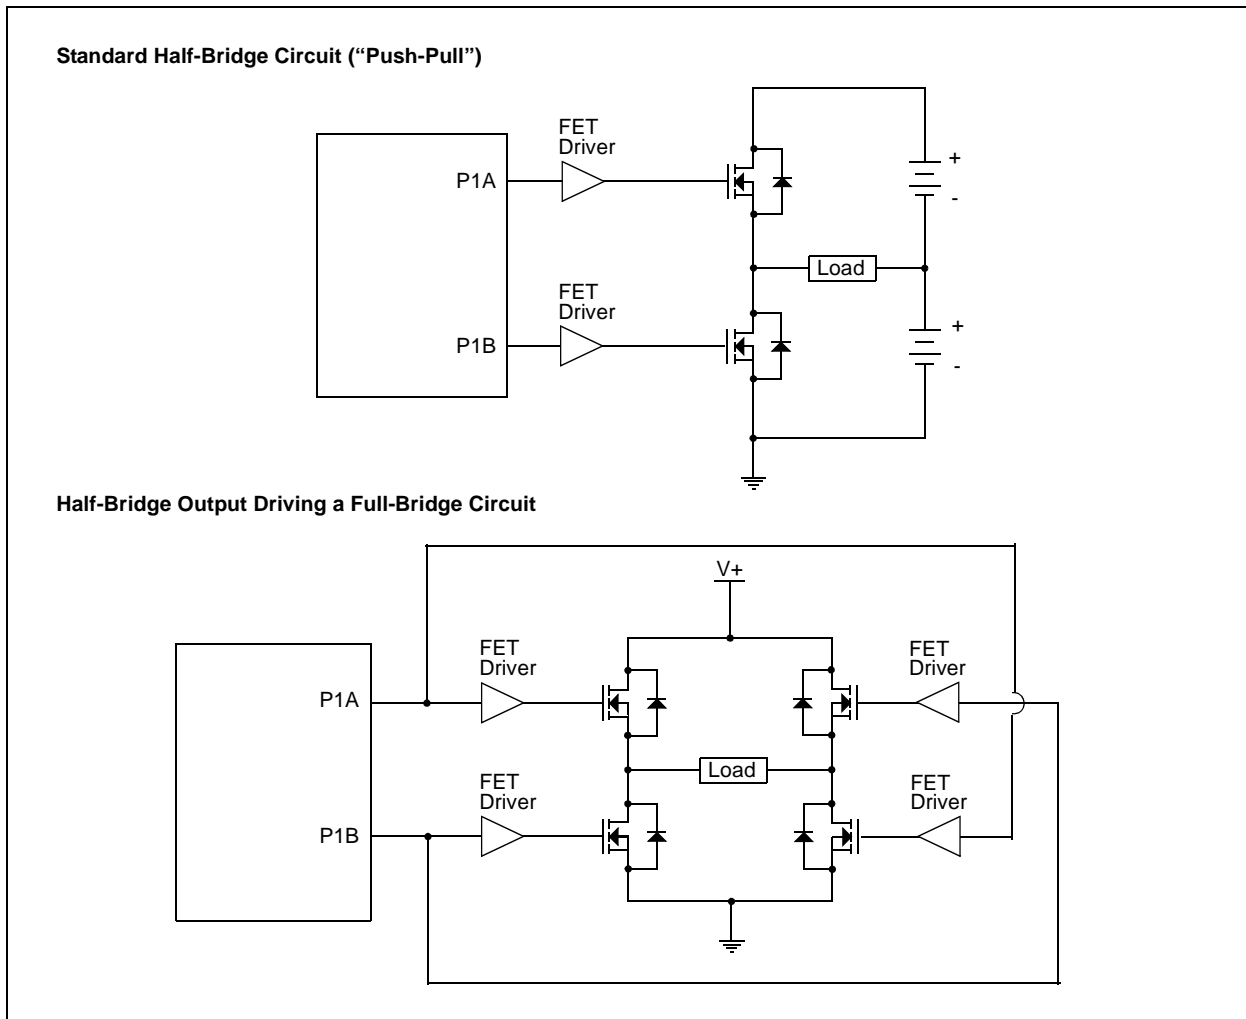 Standard Half-Bridge Circuit (“Push-Pull”)
FET
Driver
P1A
+
-
Load
FET
Driver
P1B
+
-
Half-Bridge Output Driving a Full-Bridge Circuit
V+
FET
Driver
FET
Driver
P1A
Load
FET
Driver
FET
Driver
P1B